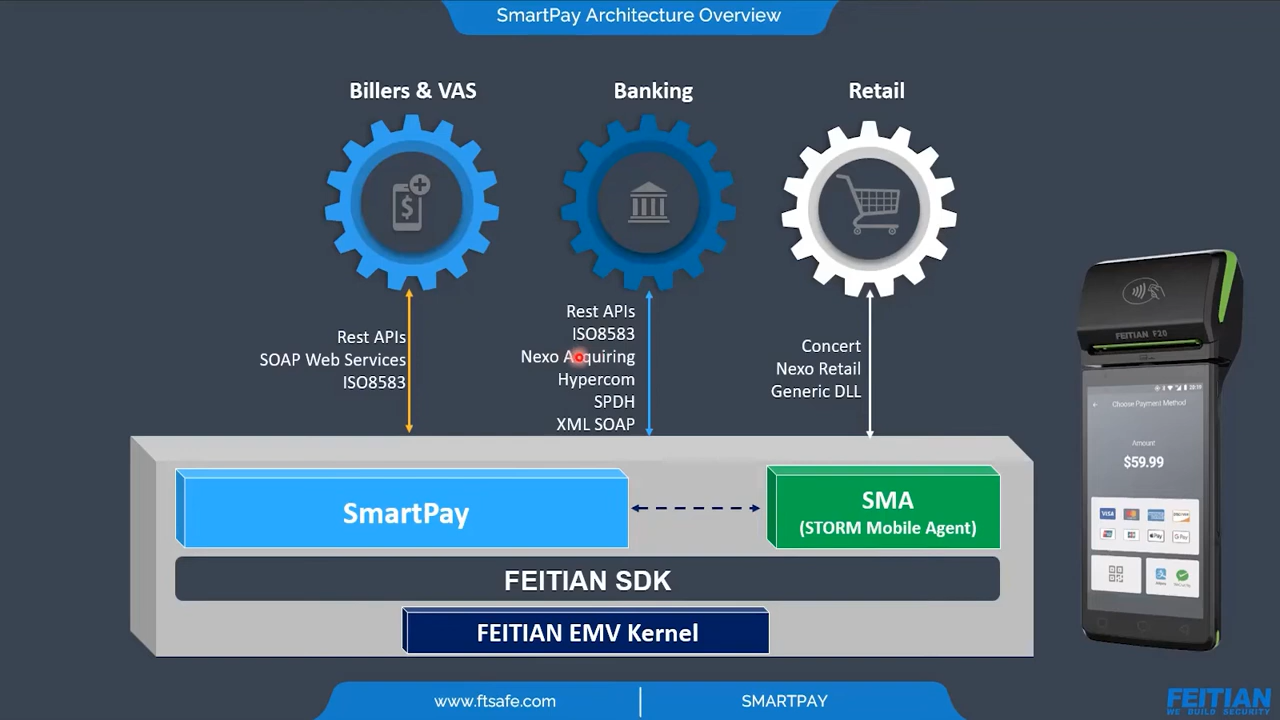 SmartPay Architecture Overview
Billers & VAS
Banking
Retail
Rest APIs
SOAP Web Services
ISO8583
Rest APIs
ISO8583
Nexo Acquiring
Hypercom
SPDH
XML SOAP
Concert
Nexo Retail
Generic DLL
SmartPay
SMA
(STORM Mobile Agent)
FEITIAN SDK
FEITIAN EMV Kernel
FEITIAN F20
Choose Payment Method
Amount
$59.99
VISA
www.ftsafe.com
SMARTPAY
FEITIAN
WE BUILD SECURITY